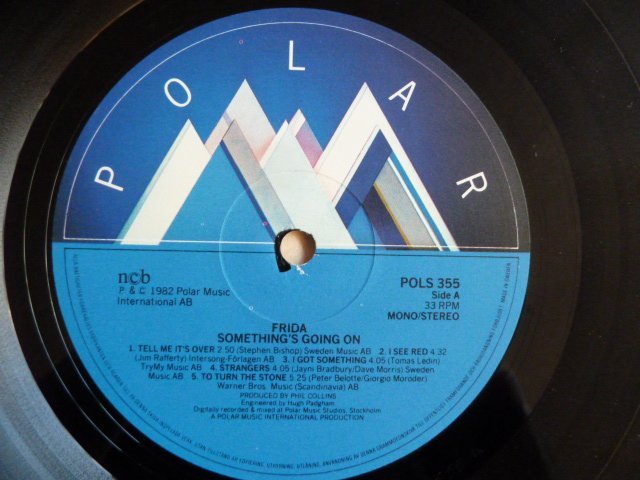 POLAR
ncb
P & C 1982 Polar Music
International AB
POLS 355
Side A
33 RPM
MONO/STEREO
FRIDA
SOMETHING'S GOING ON
1. TELL ME IT'S OVER 2.50 (Stephen Bishop) Sweden Music AB 2. I SEE RED 4.32
(Jim Rafferty) Intersong-Förlagen AB 3. I GOT SOMETHING 4.05 (Tomas Ledin)
TryMy Music AB 4. STRANGERS 4.05 (Jayni Bradbury/Dave Morris) Sweden
Music AB 5. TO TURN THE STONE 5.25 (Peter Belotte/Giorgio Moroder)
Warner Bros. Music (Scandinavia) AB
PRODUCED BY PHIL COLLINS
Engineered by Hugh Padgham
Digitally recorded & mixed at Polar Music Studios, Stockholm
A POLAR MUSIC INTERNATIONAL PRODUCTION
MADE IN SWEDEN